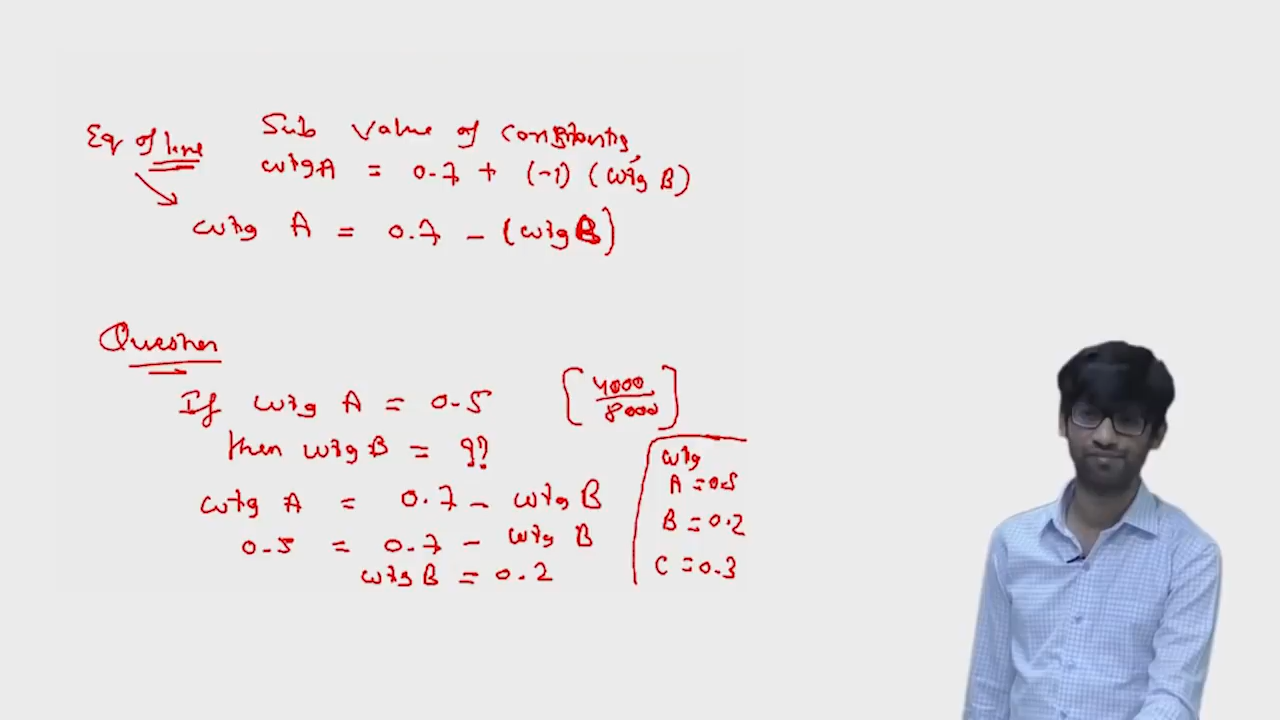 Eq of line
Sub value of constants,
wtg A = 0.7 + (-1) (wtg B)
wtg A = 0.7 - (wtg B)
Question
If wtg A = 0.5 [4000/8000]
then wtg B = ??
wtg A = 0.7 - wtg B
0.5 = 0.7 - wtg B
wtg B = 0.2
wtg
A = 0.5
B = 0.2
C = 0.3